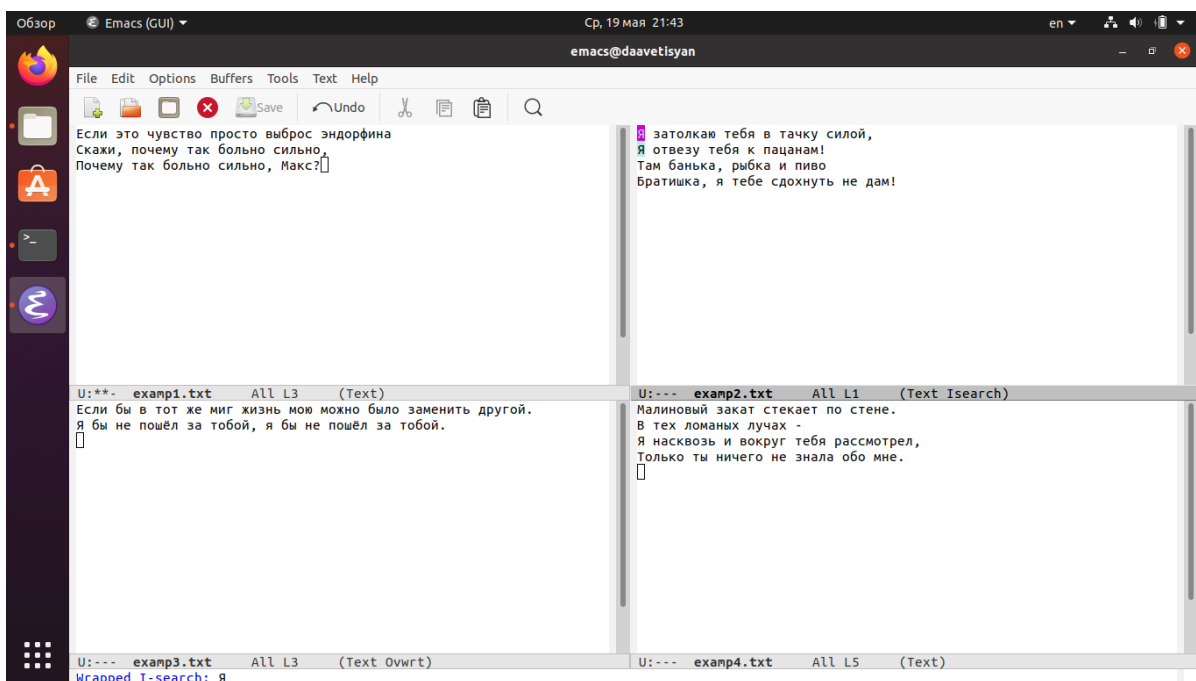 Обзор
Emacs (GUI)
Ср, 19 мая 21:43
en
emacs@daavetisyan
File Edit Options Buffers Tools Text Help
Save
Undo
Если это чувство просто выброс эндорфина
Скажи, почему так больно сильно,
Почему так больно сильно, Макс?
U:**- examp1.txt All L3 (Text)
Я затолкаю тебя в тачку силой,
Я отвезу тебя к пацанам!
Там банька, рыбка и пиво
Братишка, я тебе сдохнуть не дам!
U:--- examp2.txt All L1 (Text Isearch)
Если бы в тот же миг жизнь мою можно было заменить другой.
Я бы не пошёл за тобой, я бы не пошёл за тобой.
U:--- examp3.txt All L3 (Text Ovwrt)
Малиновый закат стекает по стене.
В тех ломаных лучах -
Я насквозь и вокруг тебя рассмотрел,
Только ты ничего не знала обо мне.
U:--- examp4.txt All L5 (Text)
Wrapped I-search: Я